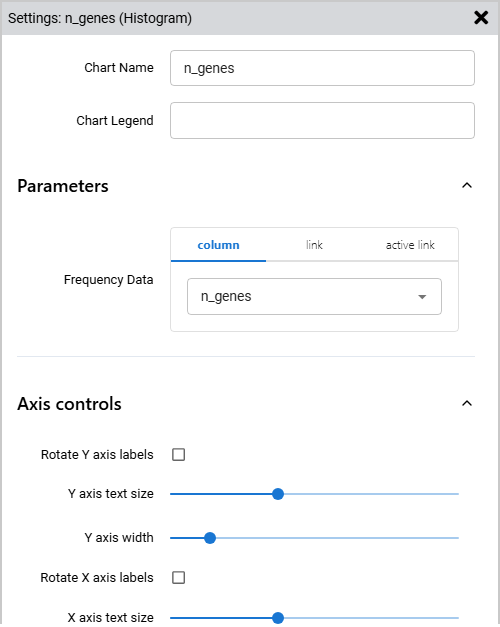 Settings: n_genes (Histogram)
Chart Name n_genes
Chart Legend
Parameters
column link active link
Frequency Data
n_genes
Axis controls
Rotate Y axis labels
Y axis text size
Y axis width
Rotate X axis labels
X axis text size